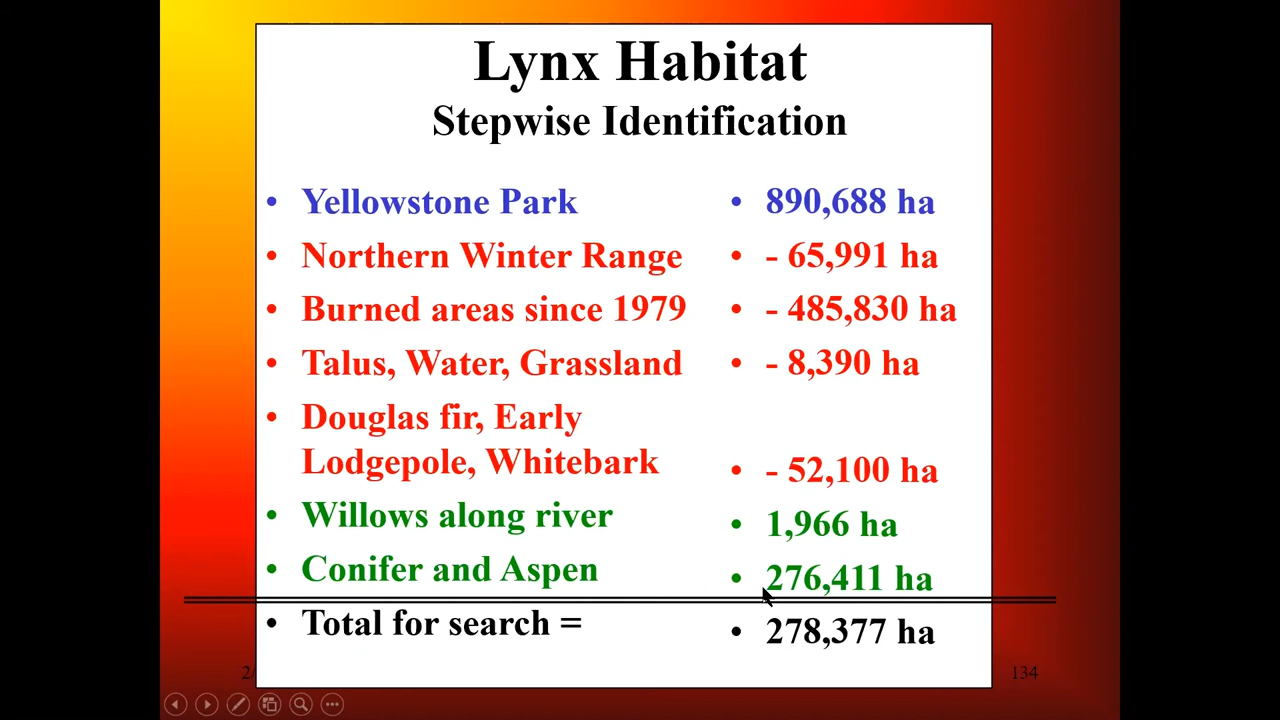 Lynx Habitat
Stepwise Identification
• Yellowstone Park • 890,688 ha
• Northern Winter Range • - 65,991 ha
• Burned areas since 1979 • - 485,830 ha
• Talus, Water, Grassland • - 8,390 ha
• Douglas fir, Early
Lodgepole, Whitebark • - 52,100 ha
• Willows along river • 1,966 ha
• Conifer and Aspen • 276,411 ha
• Total for search = • 278,377 ha
134